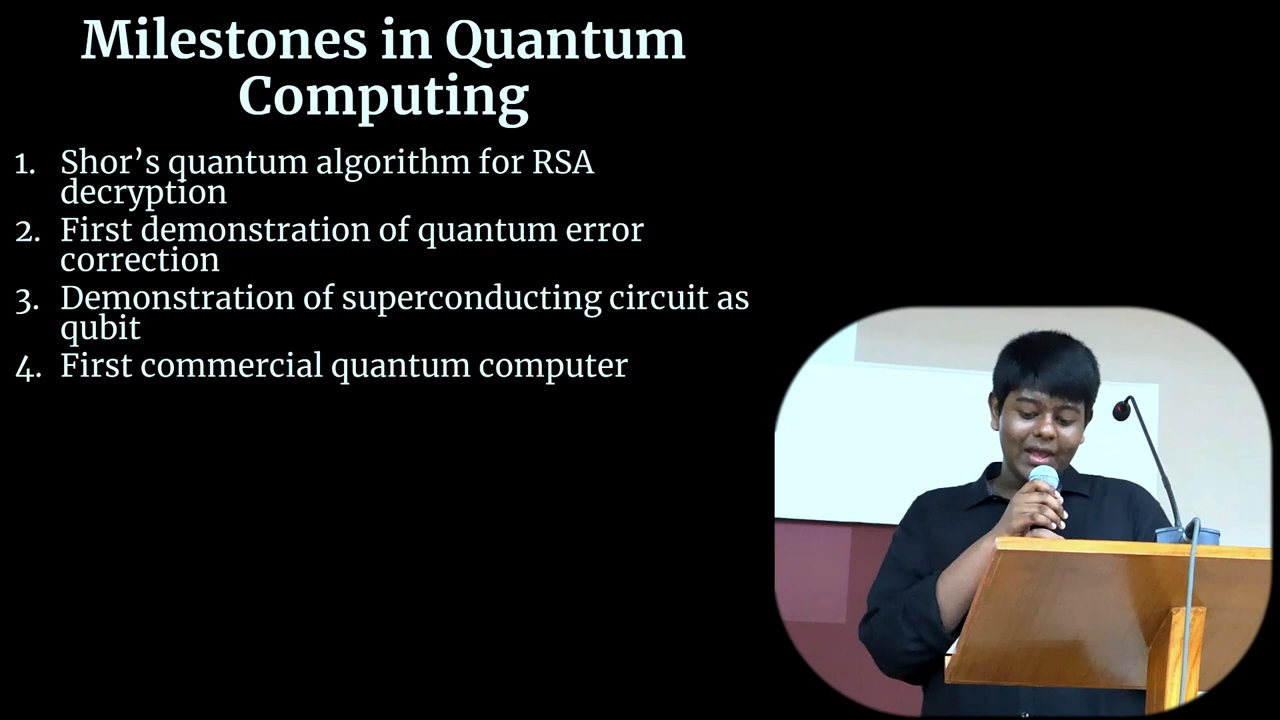 Milestones in Quantum
Computing
1. Shor’s quantum algorithm for RSA
decryption
2. First demonstration of quantum error
correction
3. Demonstration of superconducting circuit as
qubit
4. First commercial quantum computer